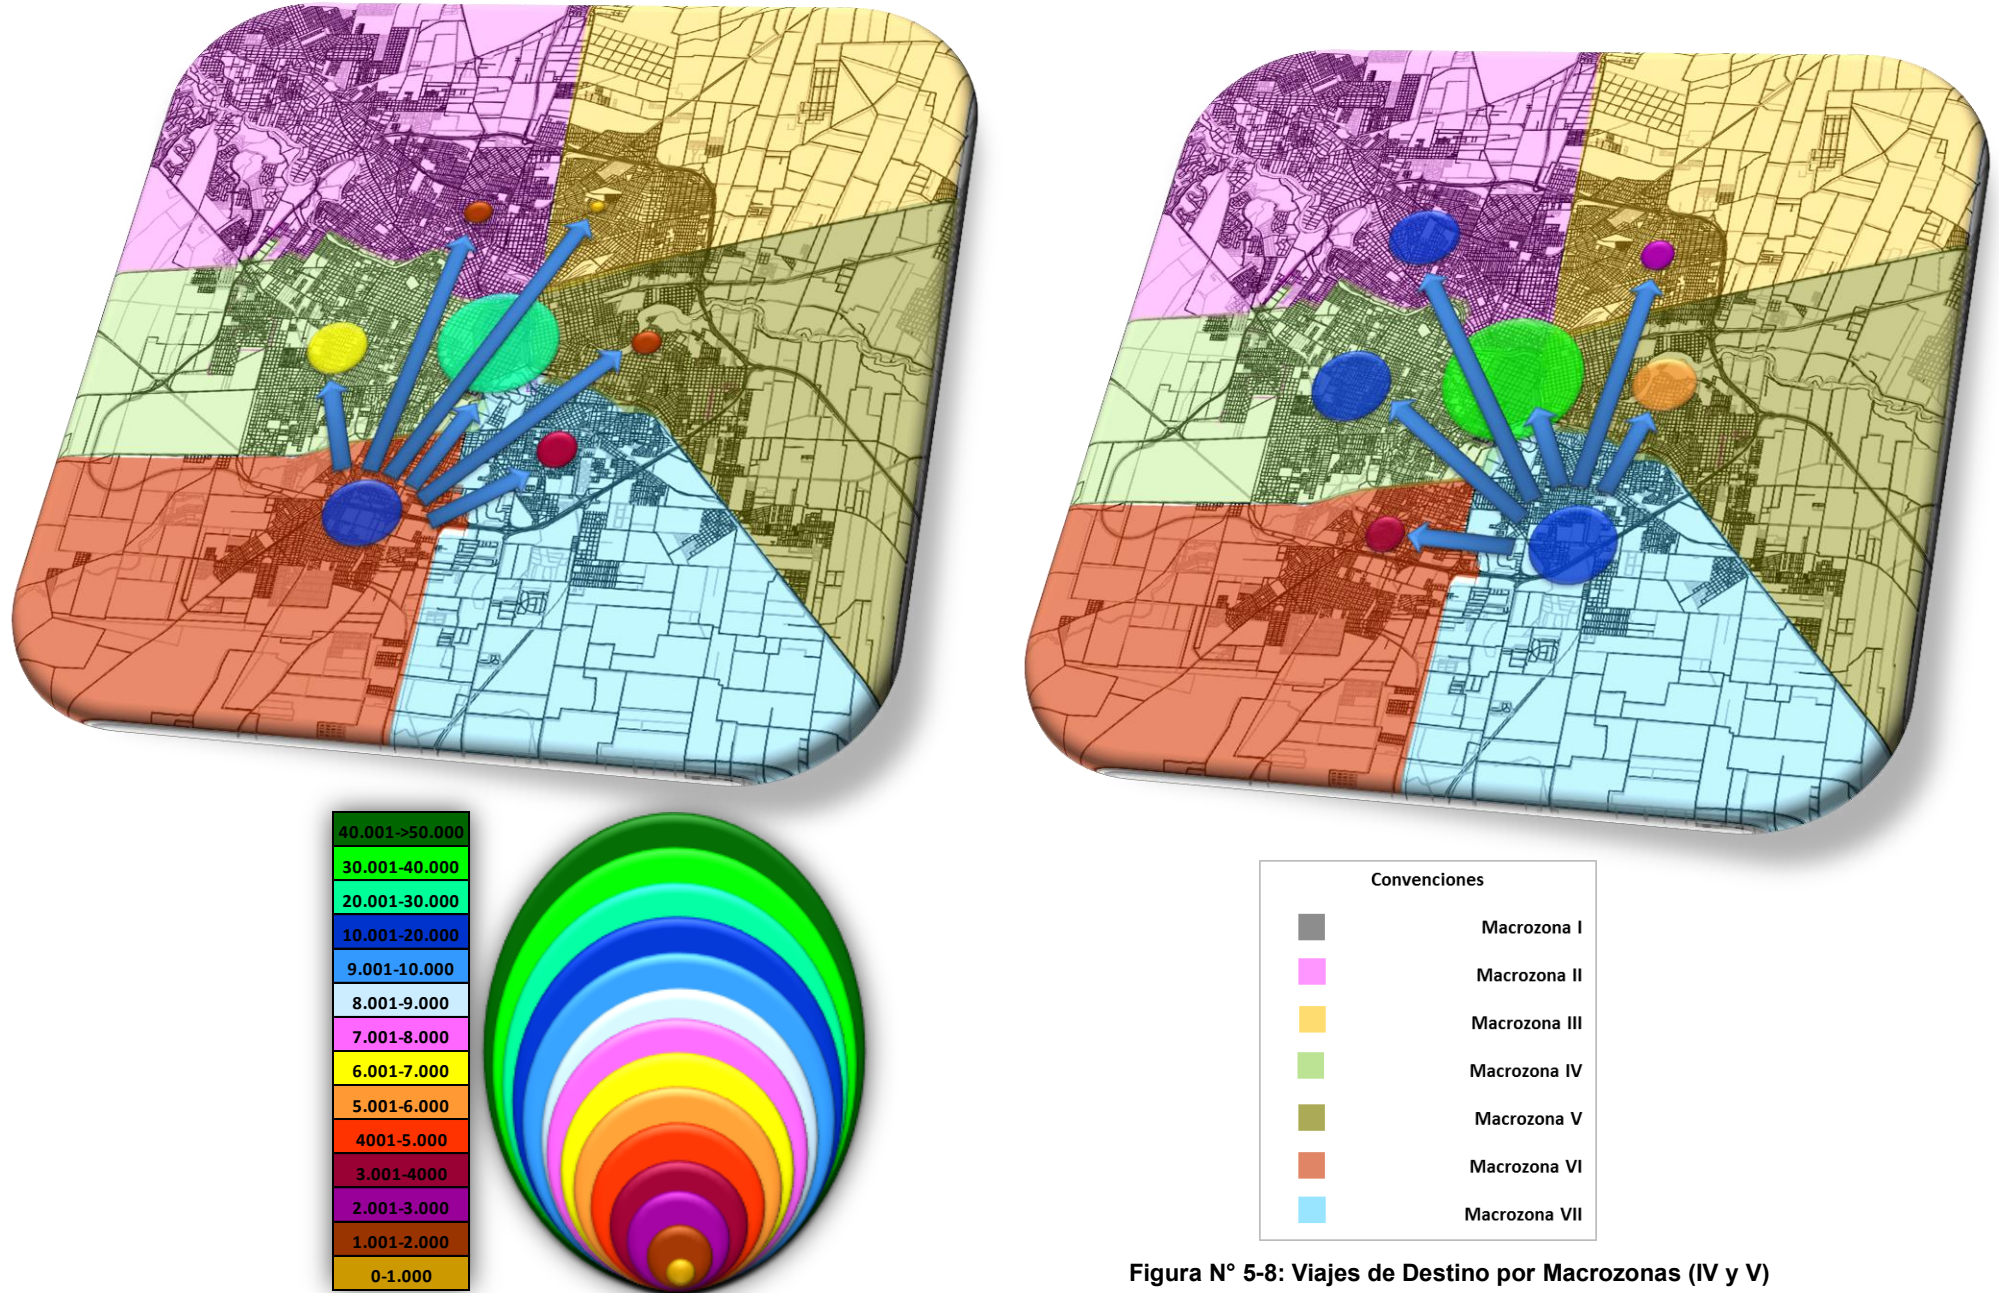 40.001->50.000
30.001-40.000
20.001-30.000
10.001-20.000
9.001-10.000
8.001-9.000
7.001-8.000
6.001-7.000
5.001-6.000
4001-5.000
3.001-4000
2.001-3.000
1.001-2.000
0-1.000
Convenciones
Macrozona I
Macrozona II
Macrozona III
Macrozona IV
Macrozona V
Macrozona VI
Macrozona VII
Figura N° 5-8: Viajes de Destino por Macrozonas (IV y V)